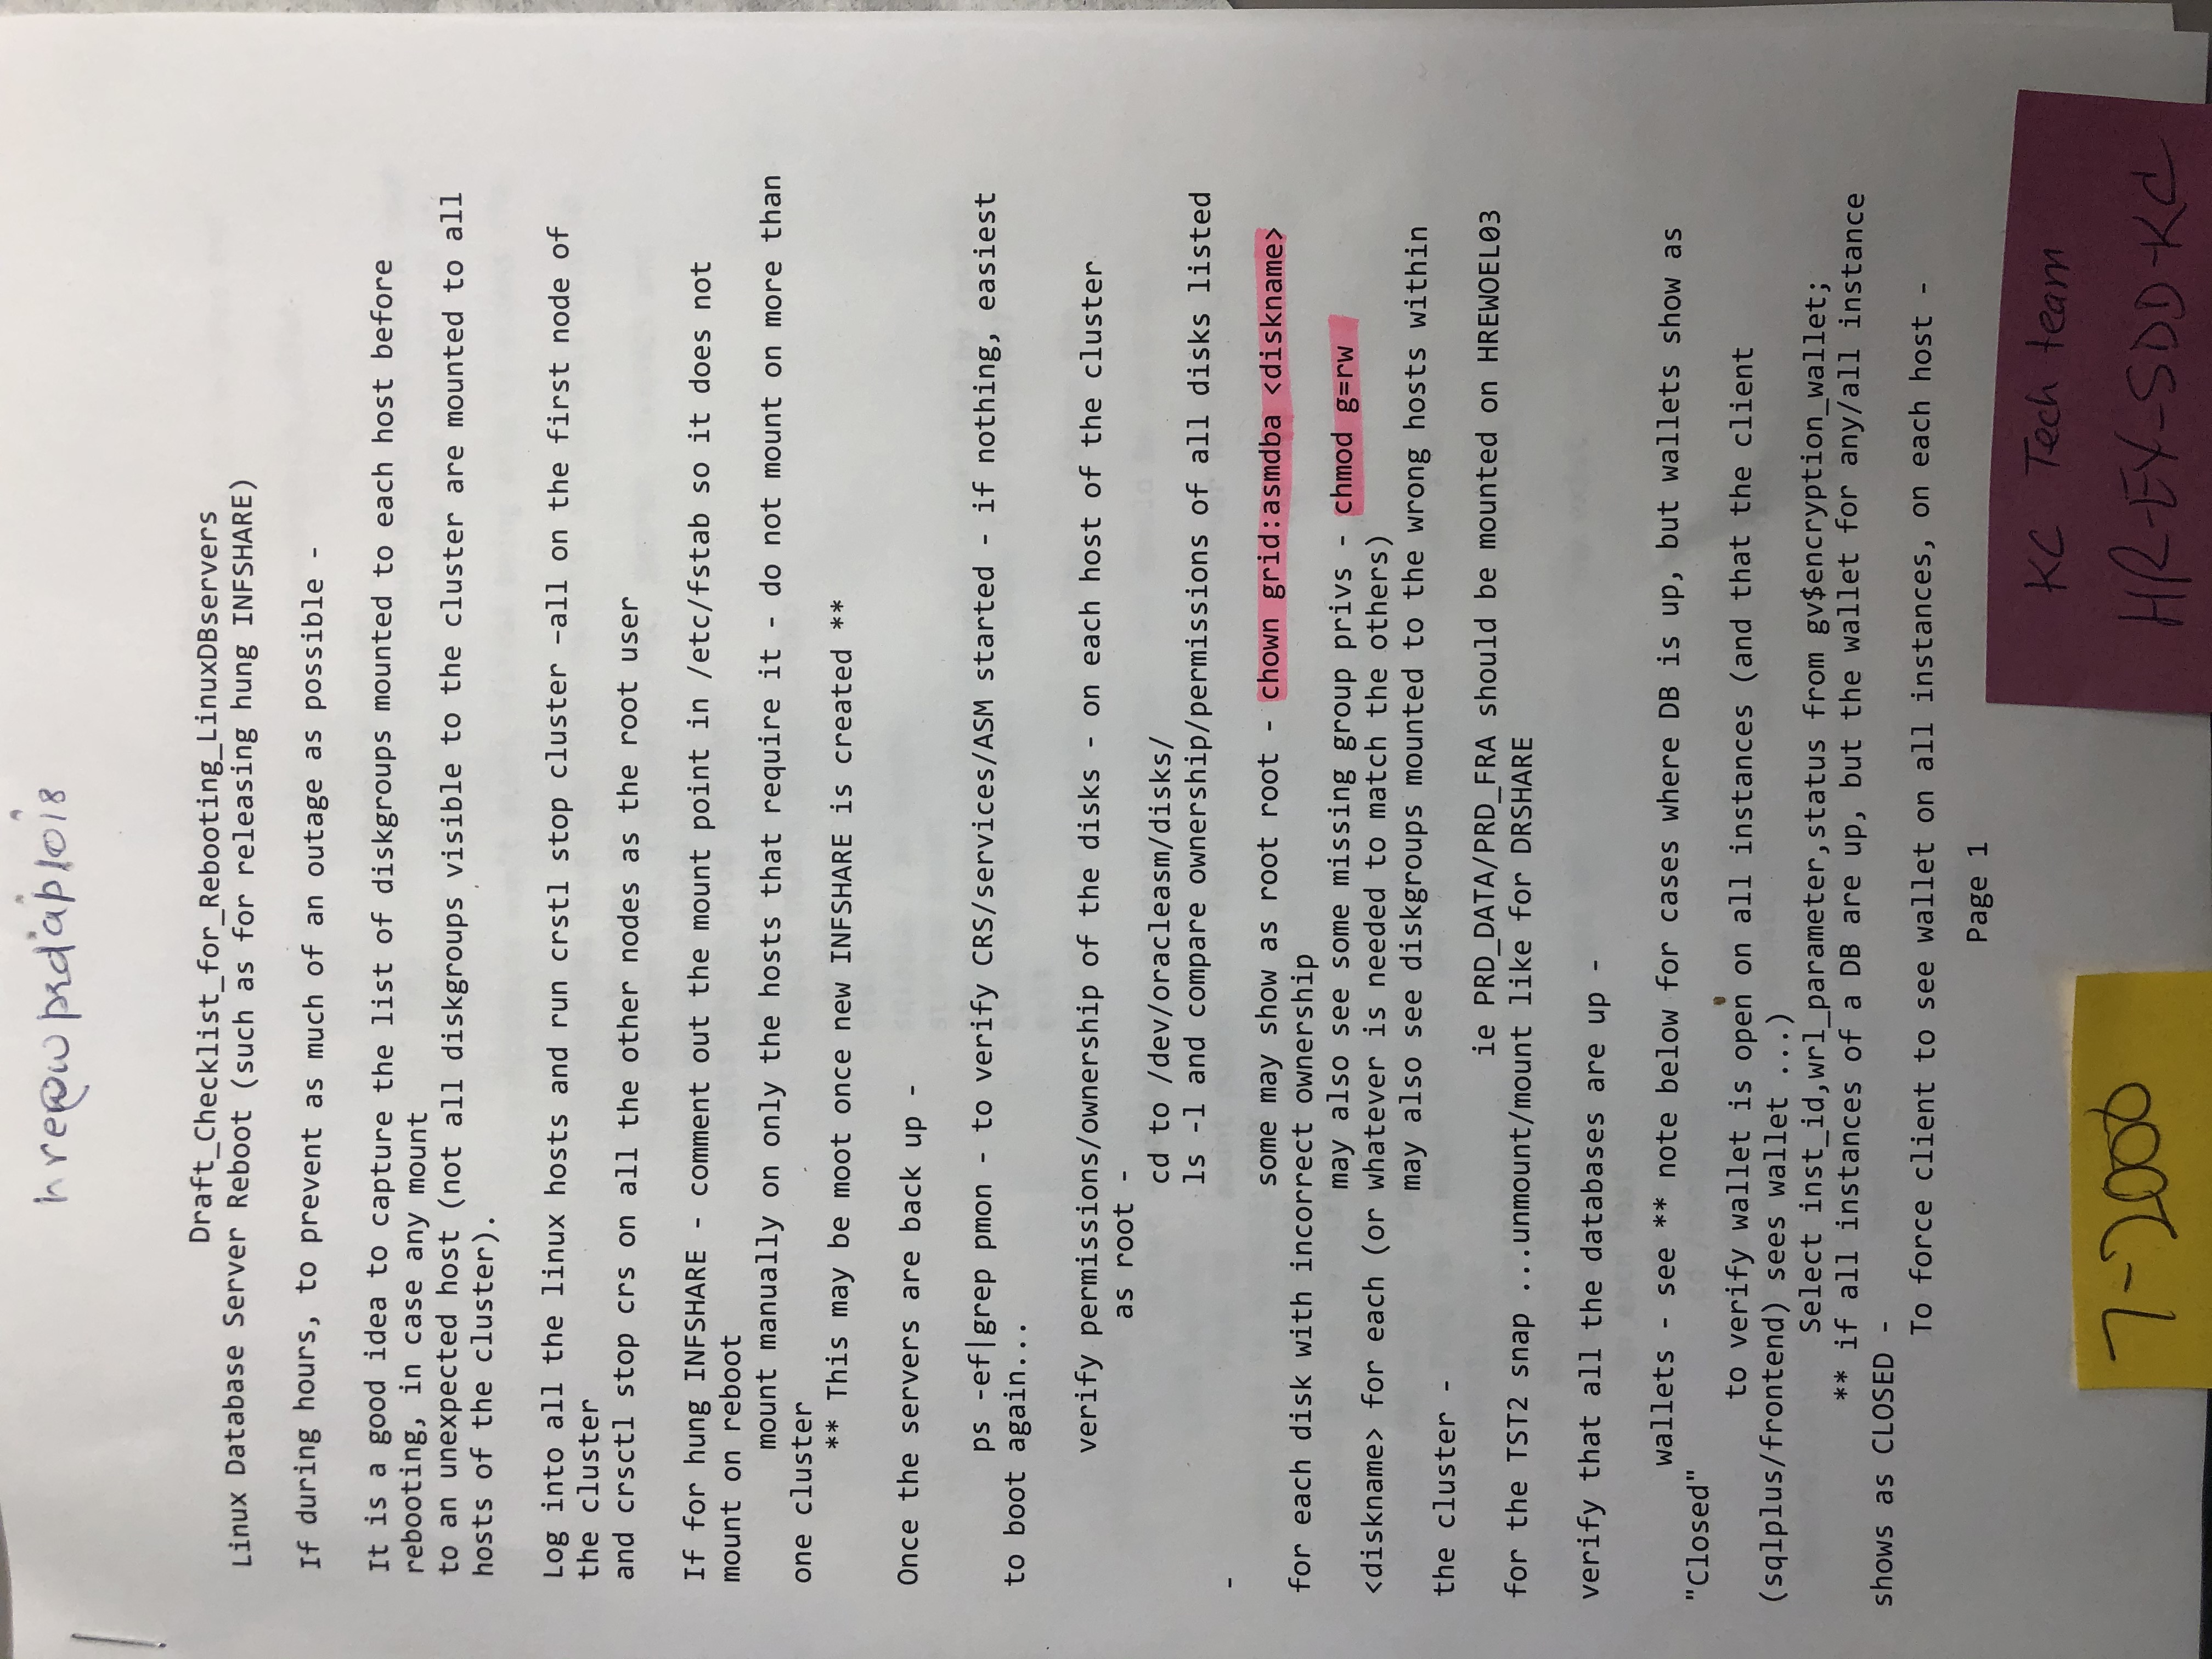 Draft_Checklist_for_Rebooting_LinuxDBservers
Linux Database Server Reboot (such as for releasing hung INFSHARE)
If during hours, to prevent as much of an outage as possible -
It is a good idea to capture the list of diskgroups mounted to each host before
rebooting, in case any mount
to an unexpected host (not all diskgroups visible to the cluster are mounted to all
hosts of the cluster).
Log into all the linux hosts and run crstl stop cluster –all on the first node of
the cluster
and crsctl stop crs on all the other nodes as the root user
If for hung INFSHARE - comment out the mount point in /etc/fstab so it does not
mount on reboot
mount manually on only the hosts that require it - do not mount on more than
one cluster
** This may be moot once new INFSHARE is created **
Once the servers are back up -
ps -ef|grep pmon - to verify CRS/services/ASM started - if nothing, easiest
to boot again...
verify permissions/ownership of the disks - on each host of the cluster
as root -
cd to /dev/oracleasm/disks/
ls -l and compare ownership/permissions of all disks listed
-
some may show as root root - chown grid:asmdba <diskname>
for each disk with incorrect ownership
may also see some missing group privs - chmod g=rw
<diskname> for each (or whatever is needed to match the others)
may also see diskgroups mounted to the wrong hosts within
the cluster -
ie PRD_DATA/PRD_FRA should be mounted on HREWOEL03
for the TST2 snap ...unmount/mount like for DRSHARE
verify that all the databases are up -
wallets - see ** note below for cases where DB is up, but wallets show as
"Closed"
to verify wallet is open on all instances (and that the client
(sqlplus/frontend) sees wallet ...)
Select inst_id,wrl_parameter,status from gv$encryption_wallet;
** if all instances of a DB are up, but the wallet for any/all instance
shows as CLOSED -
To force client to see wallet on all instances, on each host -
Page 1
KC Tech team
7-2000
HR-EX-SDD-KC